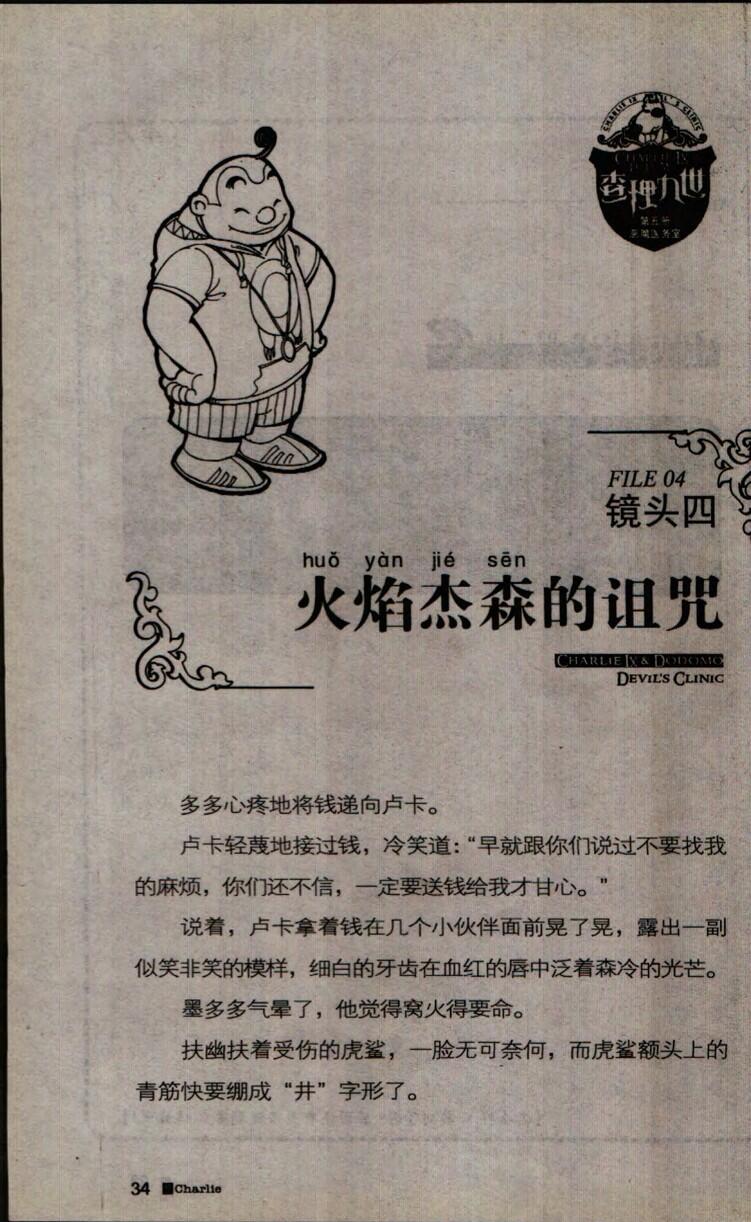 CHARLIE IX
DEVIL'S CLINIC
CHARLIE IX
查理九世
第五册
恶魔医务室
FILE 04
镜头四
huǒ yàn jié sēn
火焰杰森的诅咒
CHARLIE IX & DODOMO
DEVIL'S CLINIC
多多心疼地将钱递向卢卡。
卢卡轻蔑地接过钱，冷笑道：“早就跟你们说过不要找我
的麻烦，你们还不信，一定要送钱给我才甘心。”
说着，卢卡拿着钱在几个小伙伴面前晃了晃，露出一副
似笑非笑的模样，细白的牙齿在血红的唇中泛着森冷的光芒。
墨多多气晕了，他觉得窝火得要命。
扶幽扶着受伤的虎鲨，一脸无可奈何，而虎鲨额头上的
青筋快要绷成“井”字形了。
34 ■Charlie